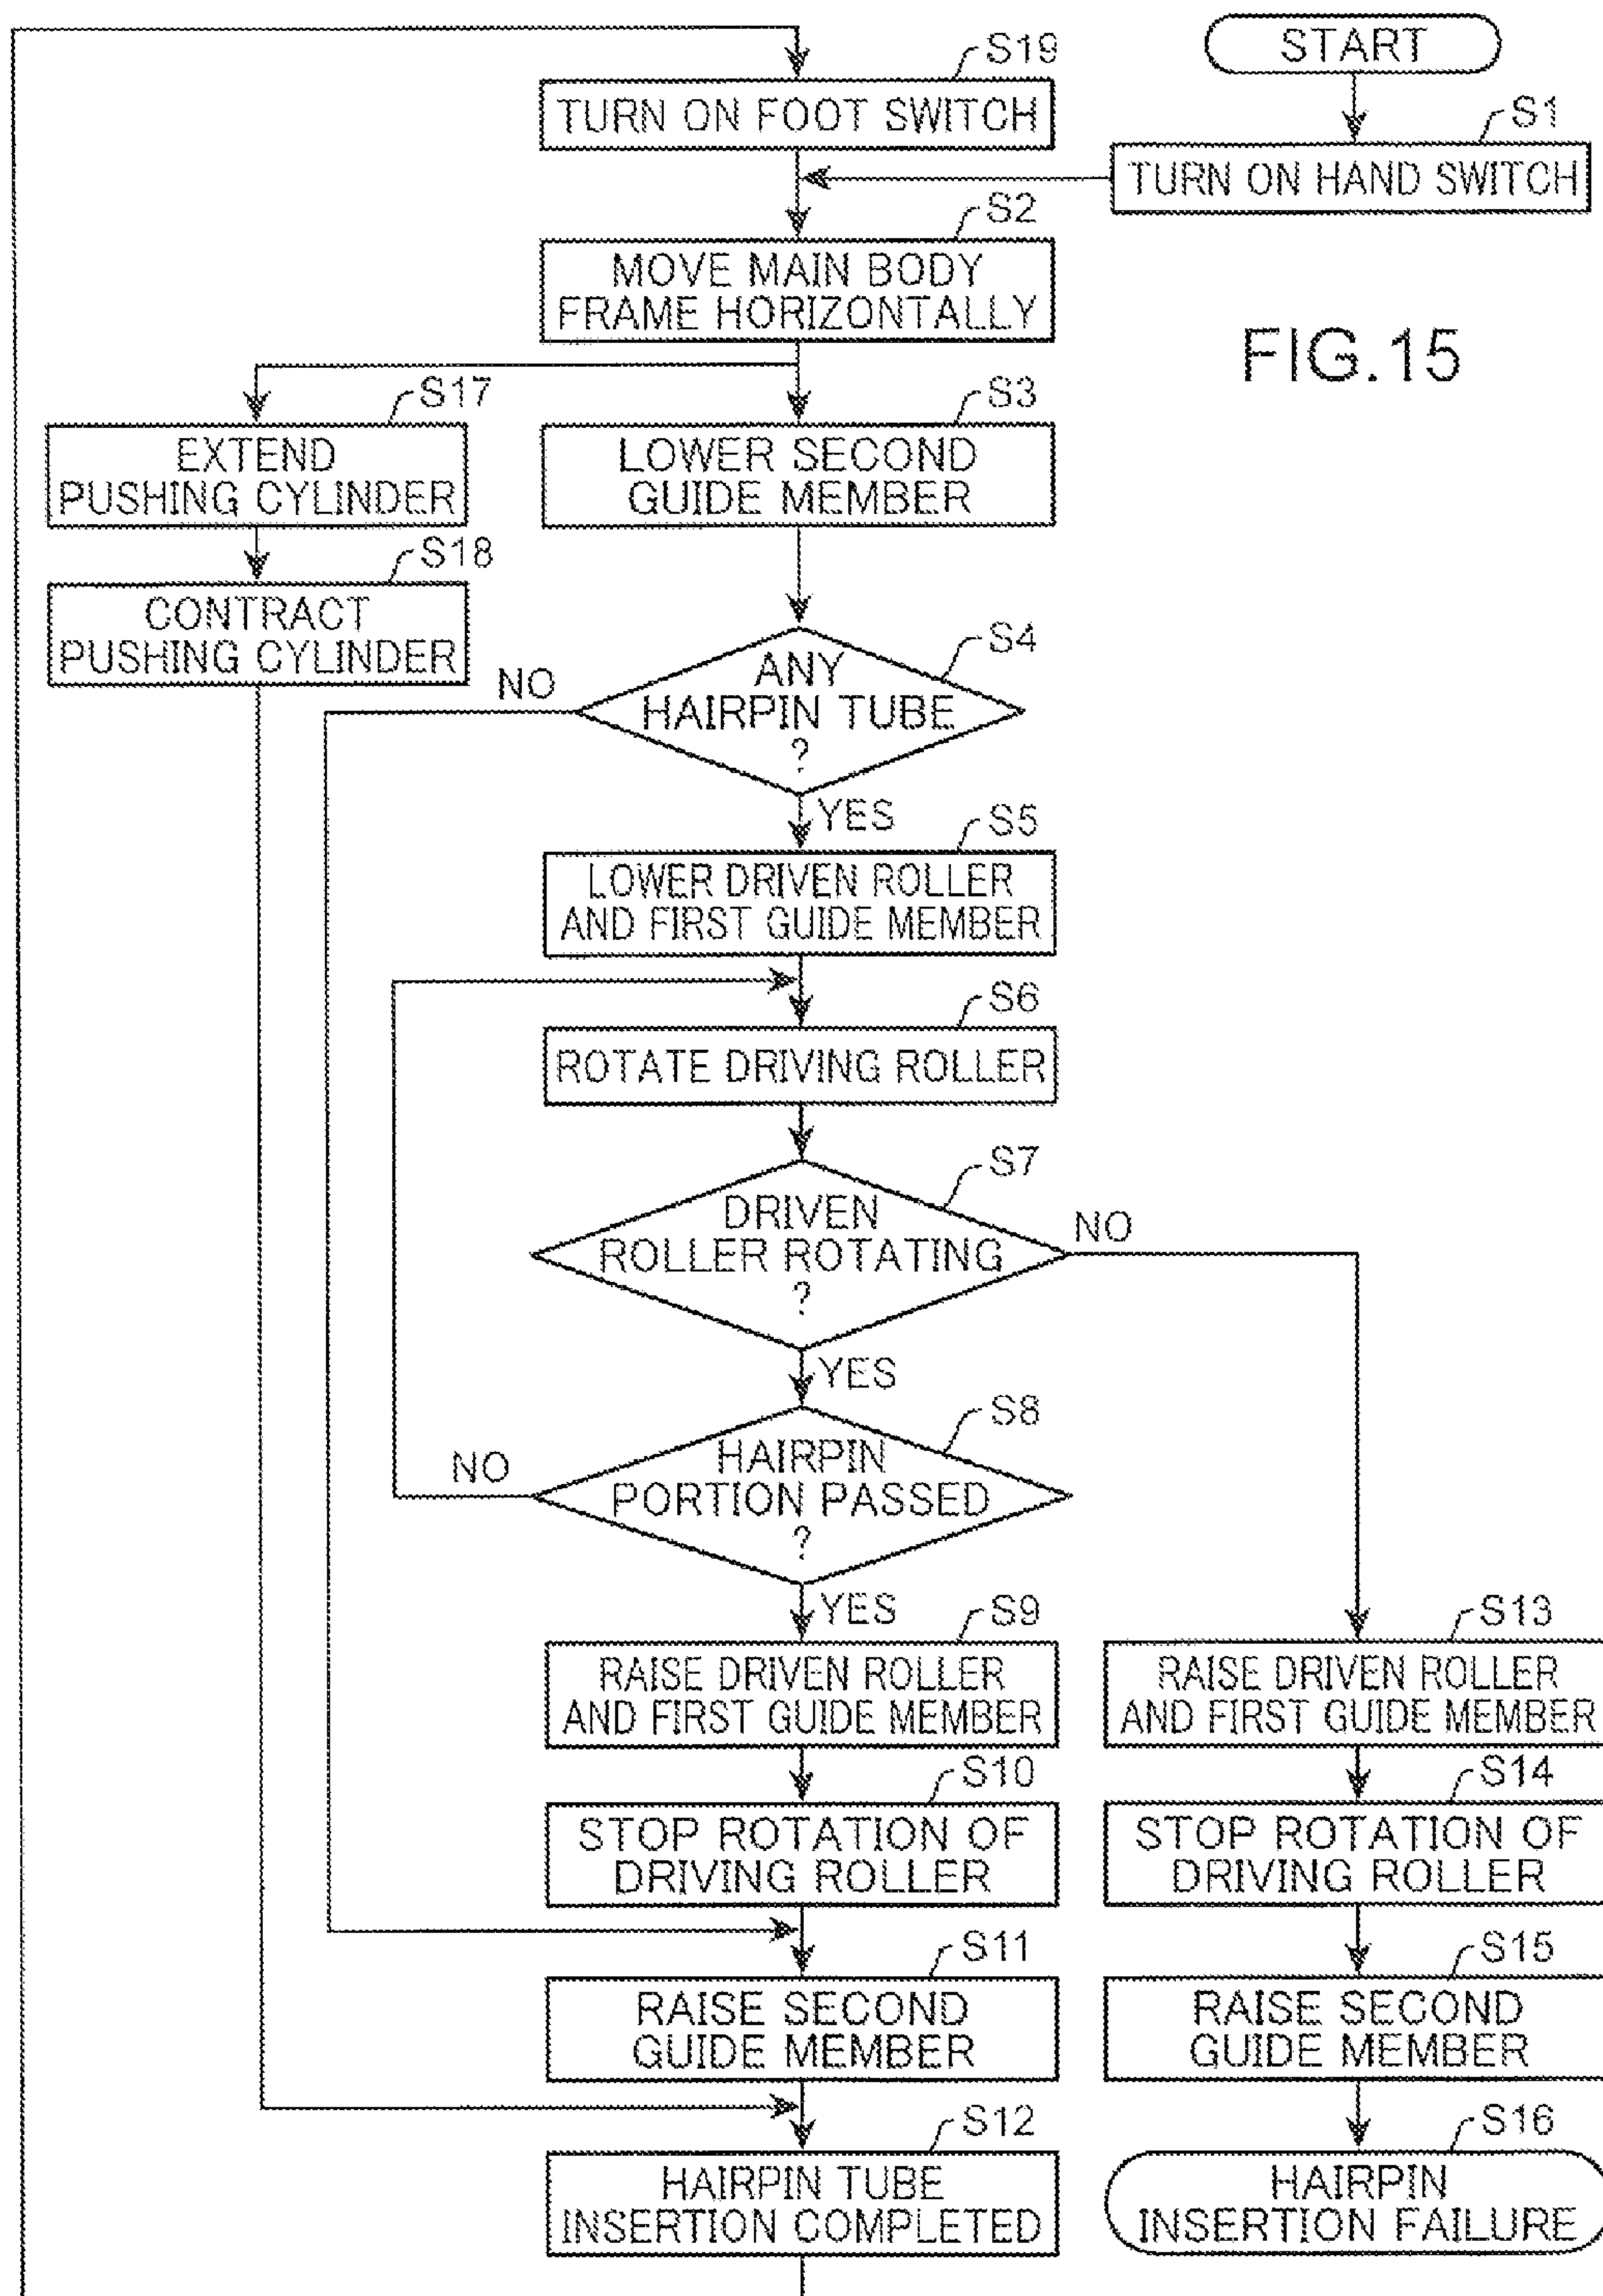 START
S19
TURN ON FOOT SWITCH
S1
TURN ON HAND SWITCH
S2
MOVE MAIN BODY
FRAME HORIZONTALLY
FIG.15
S17
EXTEND
PUSHING CYLINDER
S3
LOWER SECOND
GUIDE MEMBER
S18
CONTRACT
PUSHING CYLINDER
S4
ANY
HAIRPIN TUBE
?
NO
YES
S5
LOWER DRIVEN ROLLER
AND FIRST GUIDE MEMBER
S6
ROTATE DRIVING ROLLER
S7
DRIVEN
ROLLER ROTATING
?
NO
YES
S8
HAIRPIN
PORTION PASSED
?
NO
YES
S9
RAISE DRIVEN ROLLER
AND FIRST GUIDE MEMBER
S13
RAISE DRIVEN ROLLER
AND FIRST GUIDE MEMBER
S10
STOP ROTATION OF
DRIVING ROLLER
S14
STOP ROTATION OF
DRIVING ROLLER
S11
RAISE SECOND
GUIDE MEMBER
S15
RAISE SECOND
GUIDE MEMBER
S12
HAIRPIN TUBE
INSERTION COMPLETED
S16
HAIRPIN
INSERTION FAILURE